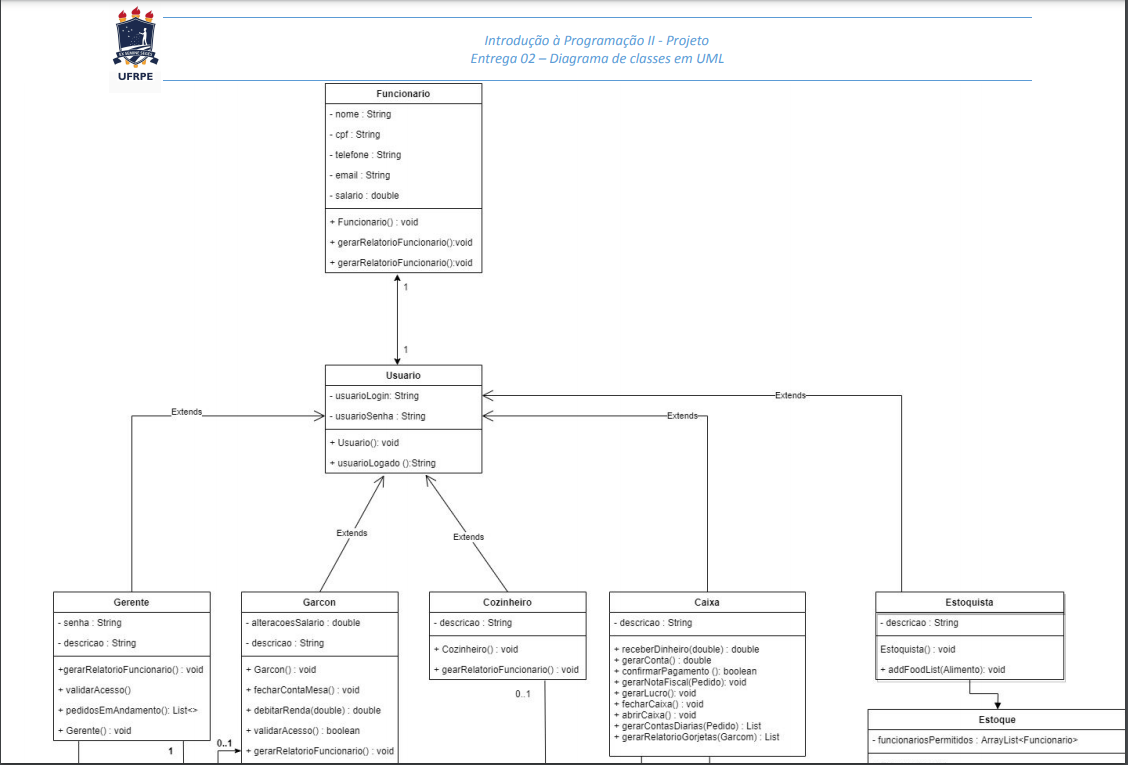 UFRPE
Introdução à Programação II - Projeto
Entrega 02 – Diagrama de classes em UML
Funcionario
- nome : String
- cpf : String
- telefone : String
- email : String
- salario : double
+ Funcionario() : void
+ gerarRelatorioFuncionario():void
+ gerarRelatorioFuncionario():void
1
1
Usuario
- usuarioLogin: String
- usuarioSenha : String
+ Usuario(): void
+ usuarioLogado ():String
Extends
Extends
Extends
Extends
Extends
Gerente
- senha : String
- descricao : String
+gerarRelatorioFuncionario() : void
+ validarAcesso()
+ pedidosEmAndamento(): List<>
+ Gerente() : void
1
0..1
Garcon
- alteracoesSalario : double
- descricao : String
+ Garcon() : void
+ fecharContaMesa() : void
+ debitarRenda(double) : double
+ validarAcesso() : boolean
+ gerarRelatorioFuncionario() : void
Cozinheiro
- descricao : String
+ Cozinheiro() : void
+ gearRelatorioFuncionario() : void
0..1
Caixa
- descricao : String
+ receberDinheiro(double) : double
+ gerarConta() : double
+ confirmarPagamento (): boolean
+ gerarNotaFiscal(Pedido): void
+ gerarLucro(): void
+ fecharCaixa() : void
+ abrirCaixa() : void
+ gerarContasDiarias(Pedido) : List
+ gerarRelatorioGorjetas(Garcom) : List
Estoquista
- descricao : String
Estoquista() : void
+ addFoodList(Alimento): void
Estoque
- funcionariosPermitidos : ArrayList<Funcionario>